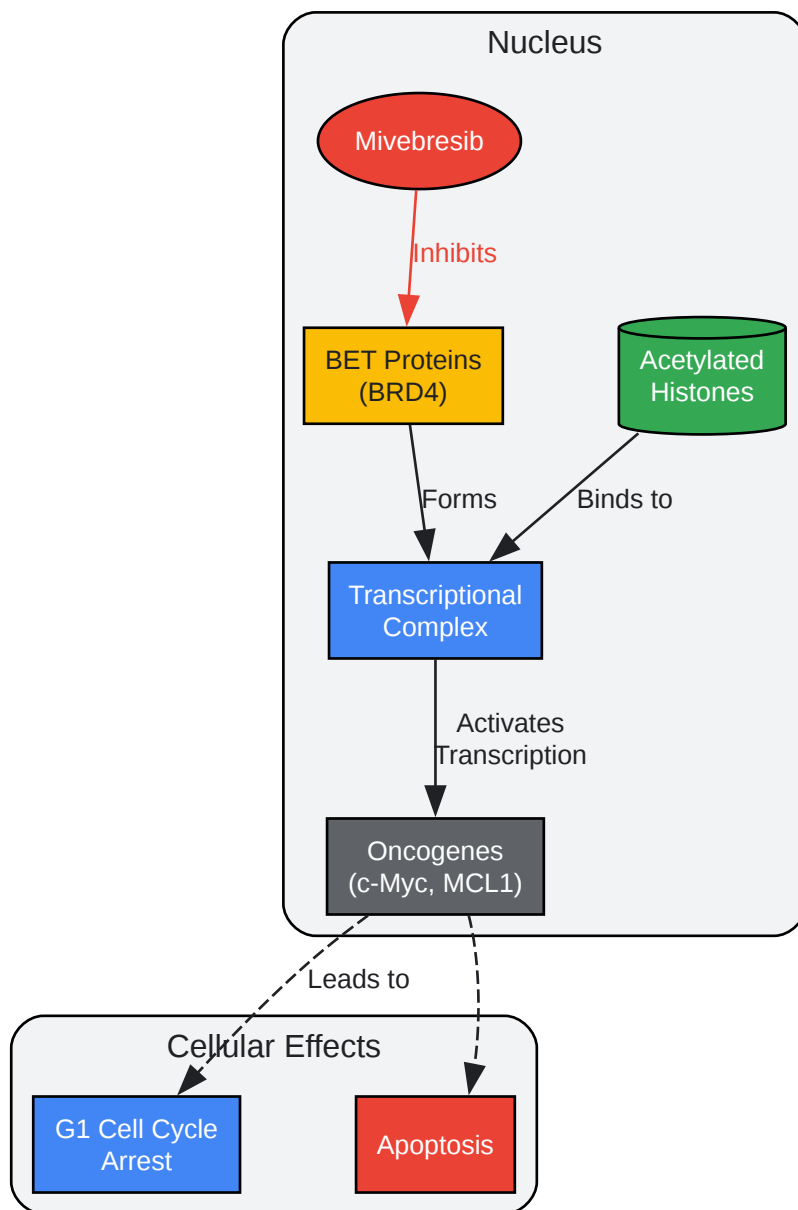 Nucleus
Mivebresib
Inhibits
BET Proteins
(BRD4)
Acetylated
Histones
Forms
Binds to
Transcriptional
Complex
Activates
Transcription
Oncogenes
(c-Myc, MCL1)
Leads to
Cellular Effects
G1 Cell Cycle
Arrest
Apoptosis